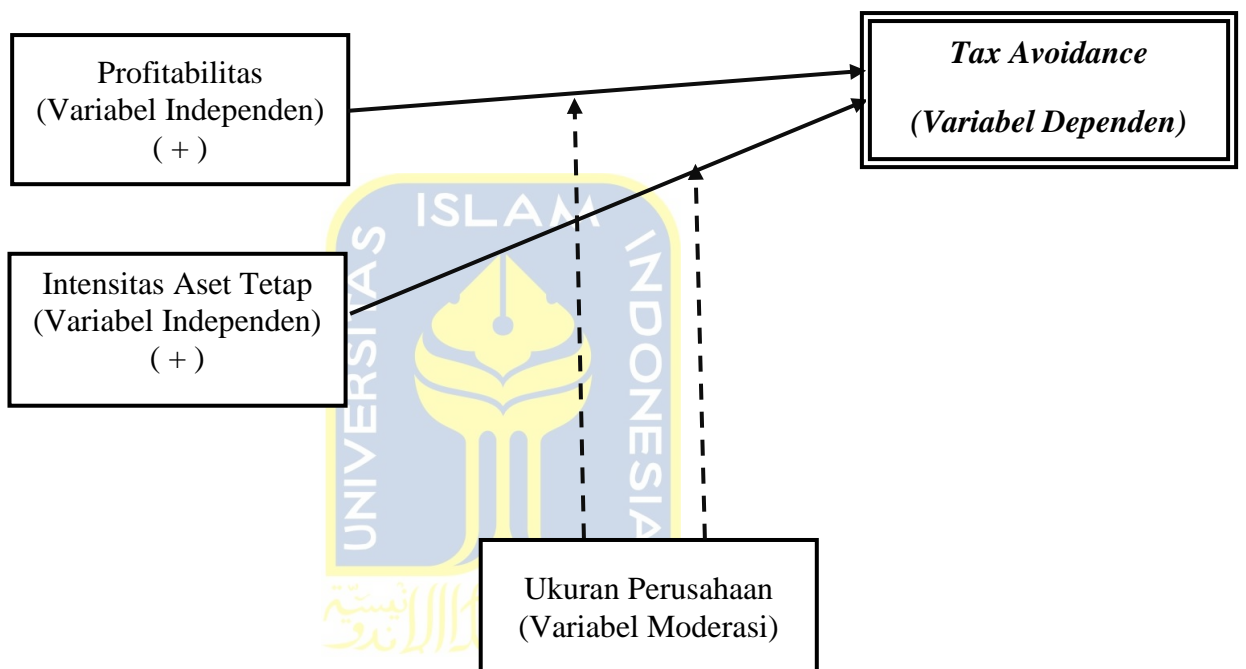 Profitabilitas
(Variabel Independen)
( + )
Tax Avoidance
(Variabel Dependen)
Intensitas Aset Tetap
(Variabel Independen)
( + )
Ukuran Perusahaan
(Variabel Moderasi)
UNIVERSITAS
ISLAM
INDONESIA